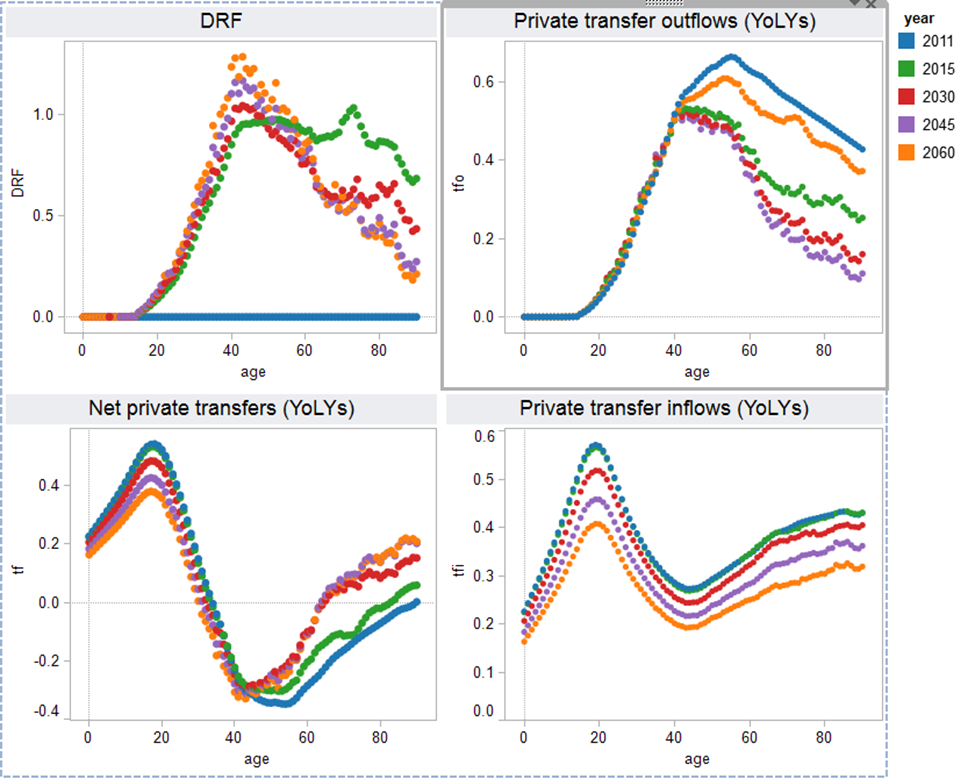 DRF
Private transfer outflows (YoLYs)
year
2011
2015
2030
2045
2060
DRF
1.0
0.5
0.0
0 20 40 60 80
age
tfo
0.6
0.4
0.2
0.0
0 20 40 60 80
age
Net private transfers (YoLYs)
Private transfer inflows (YoLYs)
tf
0.4
0.2
0.0
-0.2
-0.4
0 20 40 60 80
age
tfi
0.6
0.5
0.4
0.3
0.2
0.1
0.0
0 20 40 60 80
age